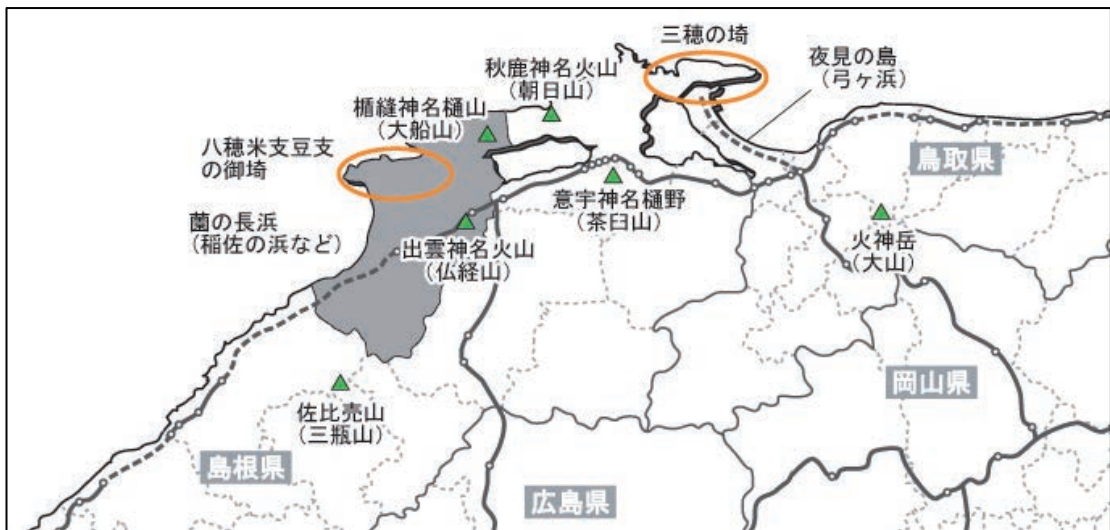 三穂の埼
夜見の島
（弓ヶ浜）
秋鹿神名火山
（朝日山）
楯縫神名樋山
（大船山）
八穂米支豆支
の御埼
鳥取県
薗の長浜
（稲佐の浜など）
意宇神名樋野
（茶臼山）
出雲神名火山
（仏経山）
火神岳
（大山）
岡山県
佐比売山
（三瓶山）
島根県
広島県